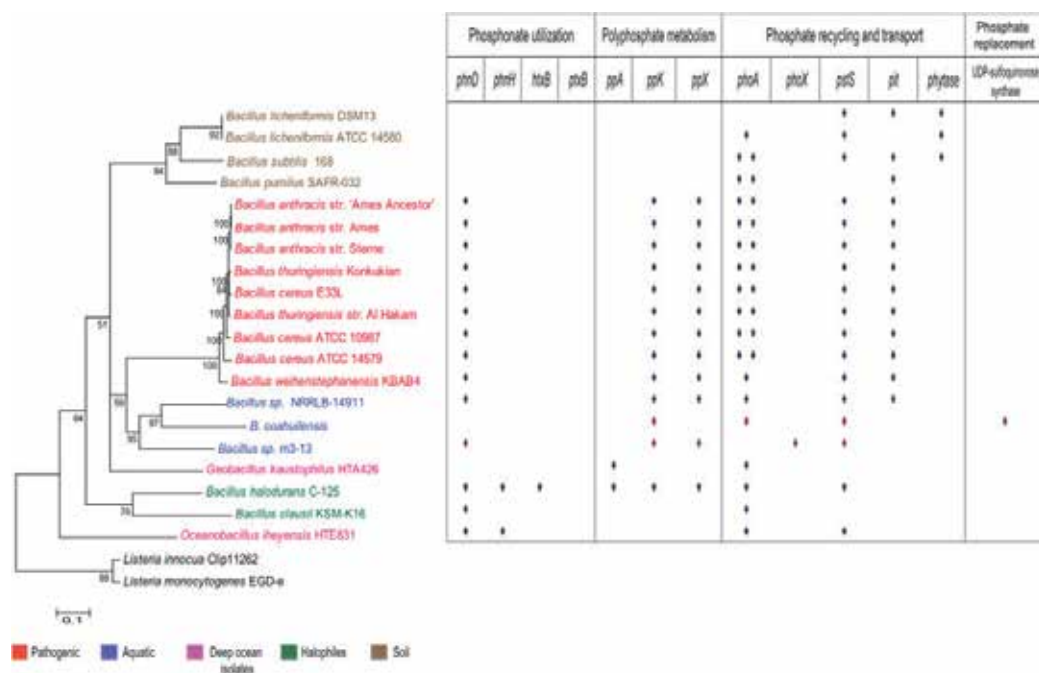 Phosphonate utilization Polyphosphate metabolism Phosphate recycling and transport Phosphate
replacement
phnD phnH htxB ptxB ppA ppK ppX phoA phoX pstS pit phytase UDP-sulfoquinovose
synthase
Bacillus licheniformis DSM13
Bacillus licheniformis ATCC 14580
Bacillus subtilis 168
Bacillus pumilus SAFR-032
Bacillus anthracis str. 'Ames Ancestor'
Bacillus anthracis str. Ames
Bacillus anthracis str. Sterne
Bacillus thuringiensis Konkukian
Bacillus cereus E33L
Bacillus thuringiensis str. Al Hakam
Bacillus cereus ATCC 10987
Bacillus cereus ATCC 14579
Bacillus weihenstephanensis KBAB4
Bacillus sp. NRRLB-14911
B. coahuilensis
Bacillus sp. m3-13
Geobacillus kaustophilus HTA426
Bacillus halodurans C-125
Bacillus clausii KSM-K16
Oceanobacillus iheyensis HTE831
Listeria innocua Clip11262
Listeria monocytogenes EGD-e
0.1
Pathogenic Aquatic Deep ocean Halophiles Soil
isolates